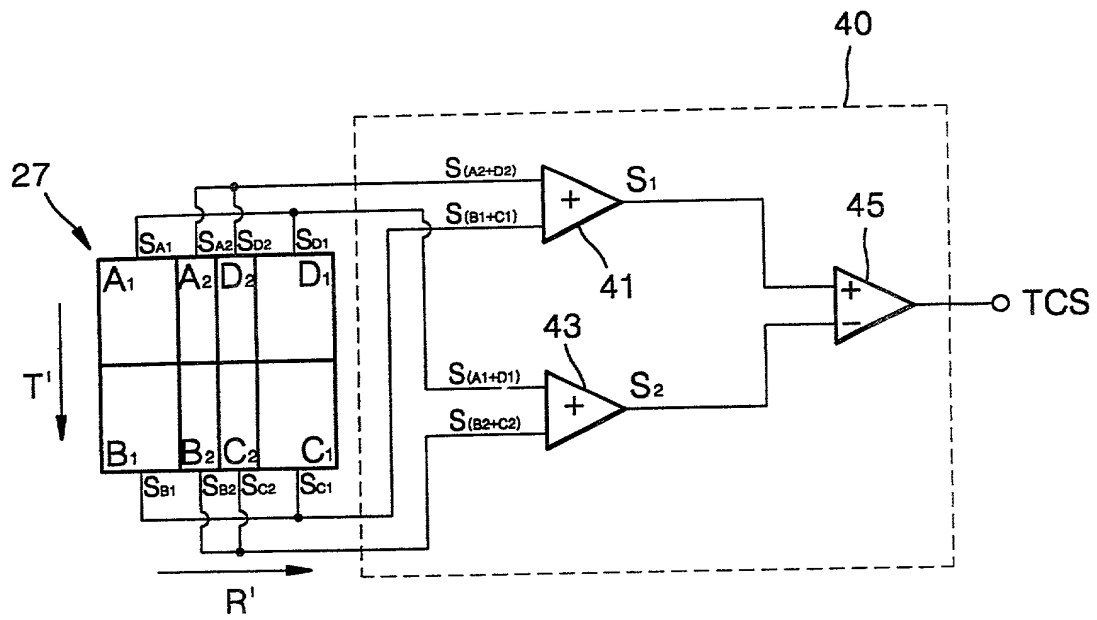 40
27
S(A2+D2)
S1
+
S(B1+C1)
45
SA1 SA2 SD2 SD1
41
A1 A2 D2 D1
+
TCS
−
43
T'
S(A1+D1)
S2
+
S(B2+C2)
B1 B2 C2 C1
SB1 SB2 SC2 SC1
R'